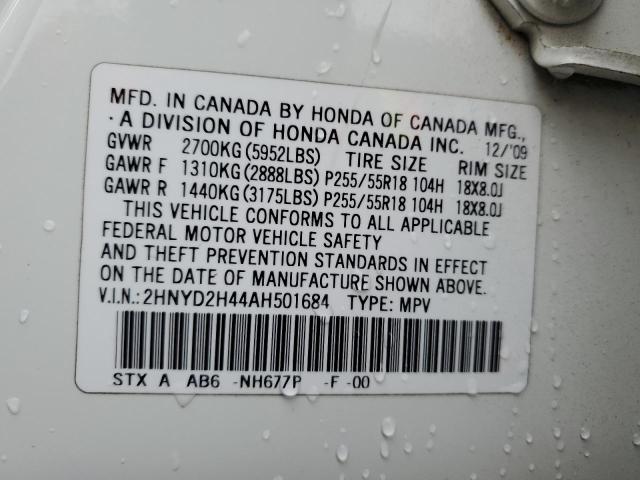 MFD. IN CANADA BY HONDA OF CANADA MFG.,
·A DIVISION OF HONDA CANADA INC. 12/'09
GVWR 2700KG(5952LBS) TIRE SIZE RIM SIZE
GAWR F 1310KG(2888LBS) P255/55R18 104H 18X8.0J
GAWR R 1440KG(3175LBS) P255/55R18 104H 18X8.0J
THIS VEHICLE CONFORMS TO ALL APPLICABLE
FEDERAL MOTOR VEHICLE SAFETY
AND THEFT PREVENTION STANDARDS IN EFFECT
ON THE DATE OF MANUFACTURE SHOWN ABOVE.
V.I.N.:2HNYD2H44AH501684 TYPE: MPV
STX A AB6 -NH677P -F -00